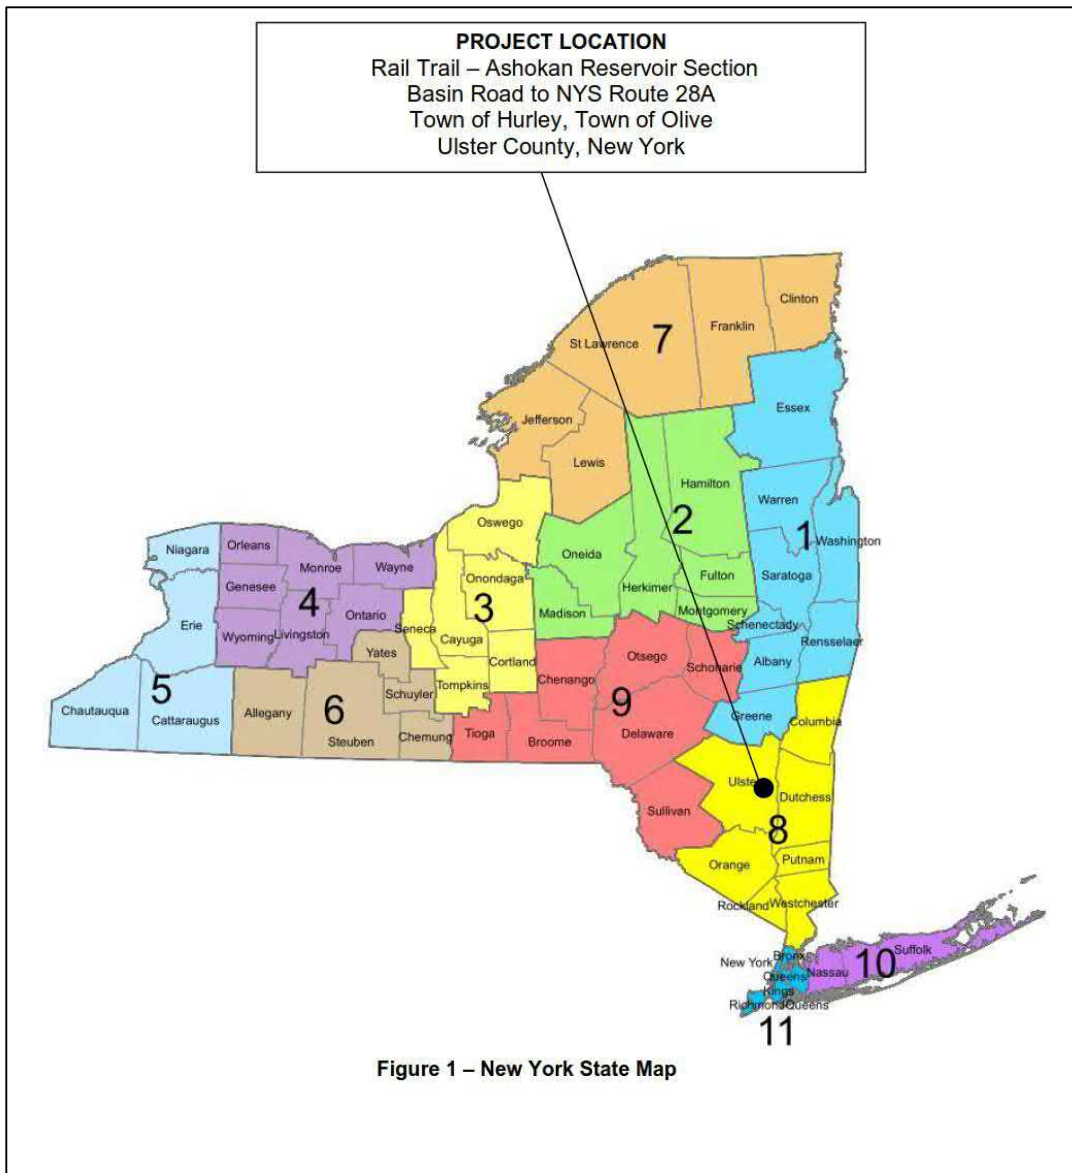 PROJECT LOCATION
Rail Trail – Ashokan Reservoir Section
Basin Road to NYS Route 28A
Town of Hurley, Town of Olive
Ulster County, New York
Clinton
Franklin
St Lawrence
7
Essex
Jefferson
Lewis
Hamilton
Warren
Oswego
2
1
Washington
Niagara
Orleans
Monroe
Wayne
Oneida
Onondaga
Fulton
Saratoga
Genesee
Herkimer
4
Ontario
3
Madison
Montgomery
Schenectady
Erie
Wyoming
Livingston
Seneca
Cayuga
Rensselaer
Yates
Cortland
Otsego
Schoharie
Albany
5
Schuyler
Tompkins
Chenango
Chautauqua
Cattaraugus
Allegany
6
9
Greene
Columbia
Steuben
Chemung
Tioga
Broome
Delaware
Ulster
Dutchess
Sullivan
8
Orange
Putnam
Rockland
Westchester
New York
Bronx
Suffolk
10
Queens
Nassau
Kings
Richmond
Queens
11
Figure 1 – New York State Map